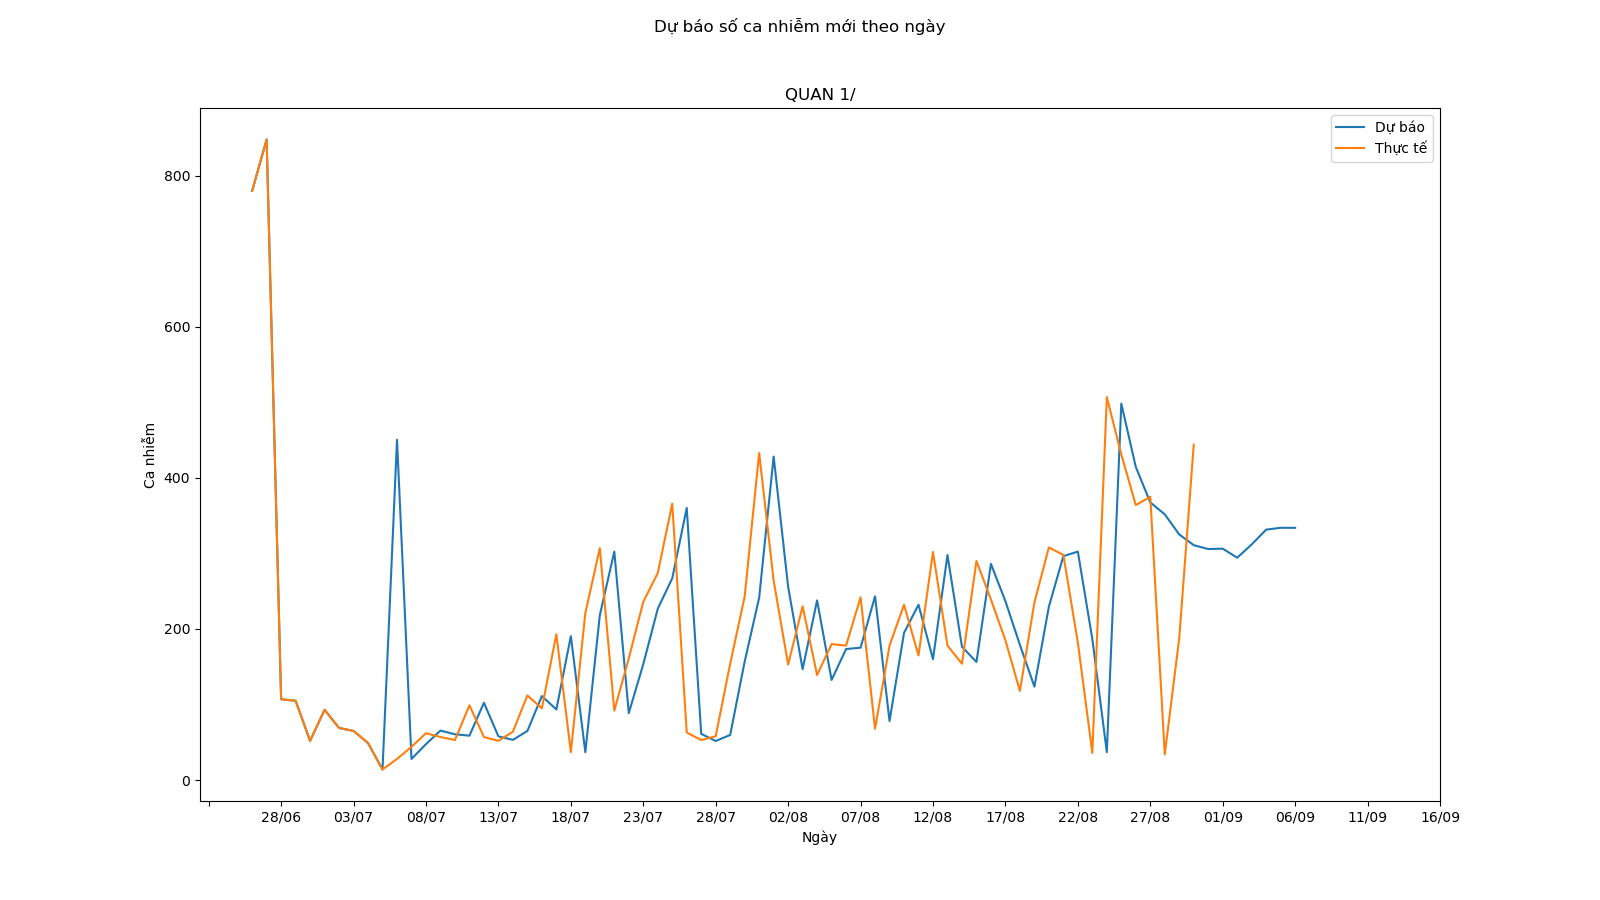 Dự báo số ca nhiễm mới theo ngày
QUAN 1/
Dự báo
Thực tế
800
600
400
200
0
Ca nhiễm
28/06 03/07 08/07 13/07 18/07 23/07 28/07 02/08 07/08 12/08 17/08 22/08 27/08 01/09 06/09 11/09 16/09
Ngày